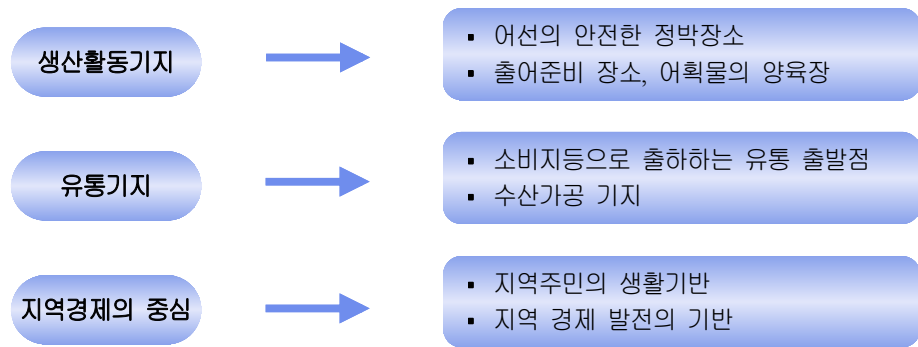 생산활동기지
▪ 어선의 안전한 정박장소
▪ 출어준비 장소, 어획물의 양육장
유통기지
▪ 소비지등으로 출하하는 유통 출발점
▪ 수산가공 기지
지역경제의 중심
▪ 지역주민의 생활기반
▪ 지역 경제 발전의 기반